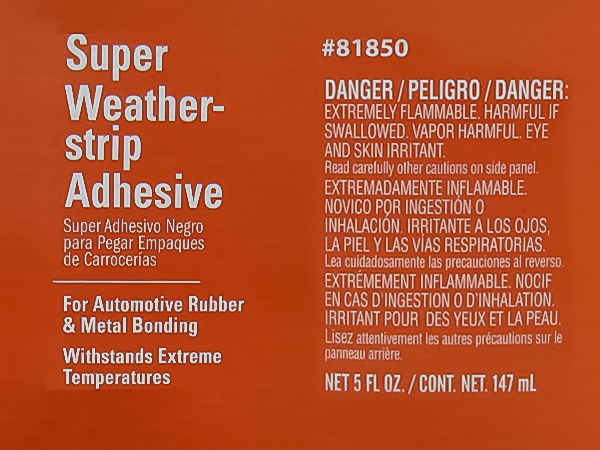 Super
Weather-
strip
Adhesive
Super Adhesivo Negro
para Pegar Empaques
de Carrocerías
For Automotive Rubber
& Metal Bonding
Withstands Extreme
Temperatures
#81850
DANGER / PELIGRO / DANGER:
EXTREMELY FLAMMABLE. HARMFUL IF
SWALLOWED. VAPOR HARMFUL. EYE
AND SKIN IRRITANT.
Read carefully other cautions on side panel.
EXTREMADAMENTE INFLAMABLE.
NOVICO POR INGESTIÓN O
INHALACIÓN. IRRITANTE A LOS OJOS,
LA PIEL Y LAS VÍAS RESPIRATORIAS.
Lea cuidadosamente las precauciones al reverso.
EXTRÉMEMENT INFLAMMABLE. NOCIF
EN CAS D'INGESTION O D'INHALATION.
IRRITANT POUR DES YEUX ET LA PEAU.
Lisez attentivement les autres précautions sur le
panneau arrière.
NET 5 FL OZ. / CONT. NET. 147 mL